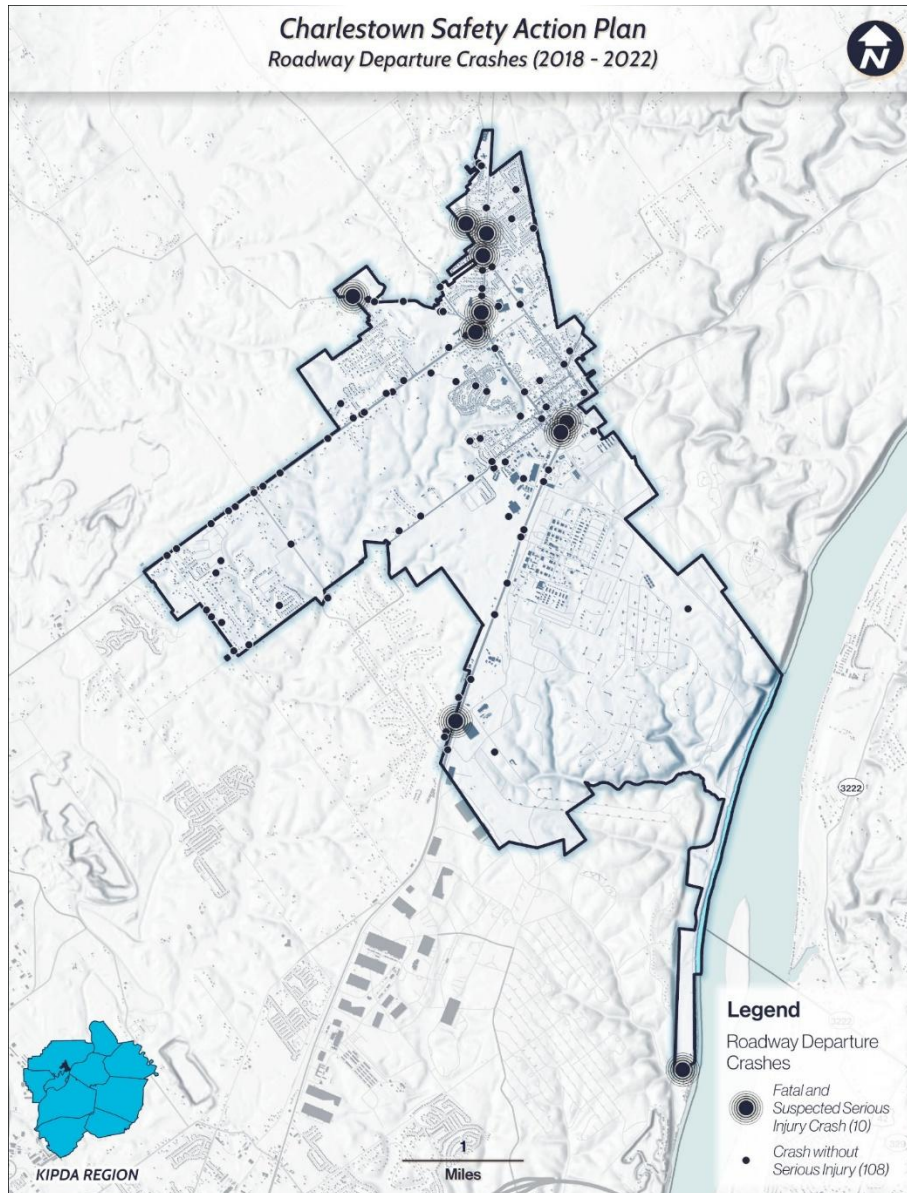 Charlestown Safety Action Plan
Roadway Departure Crashes (2018 - 2022)
N
3222
3222
Legend
Roadway Departure
Crashes
Fatal and
Suspected Serious
Injury Crash (10)
Crash without
Serious Injury (108)
1
Miles
KIPDA REGION